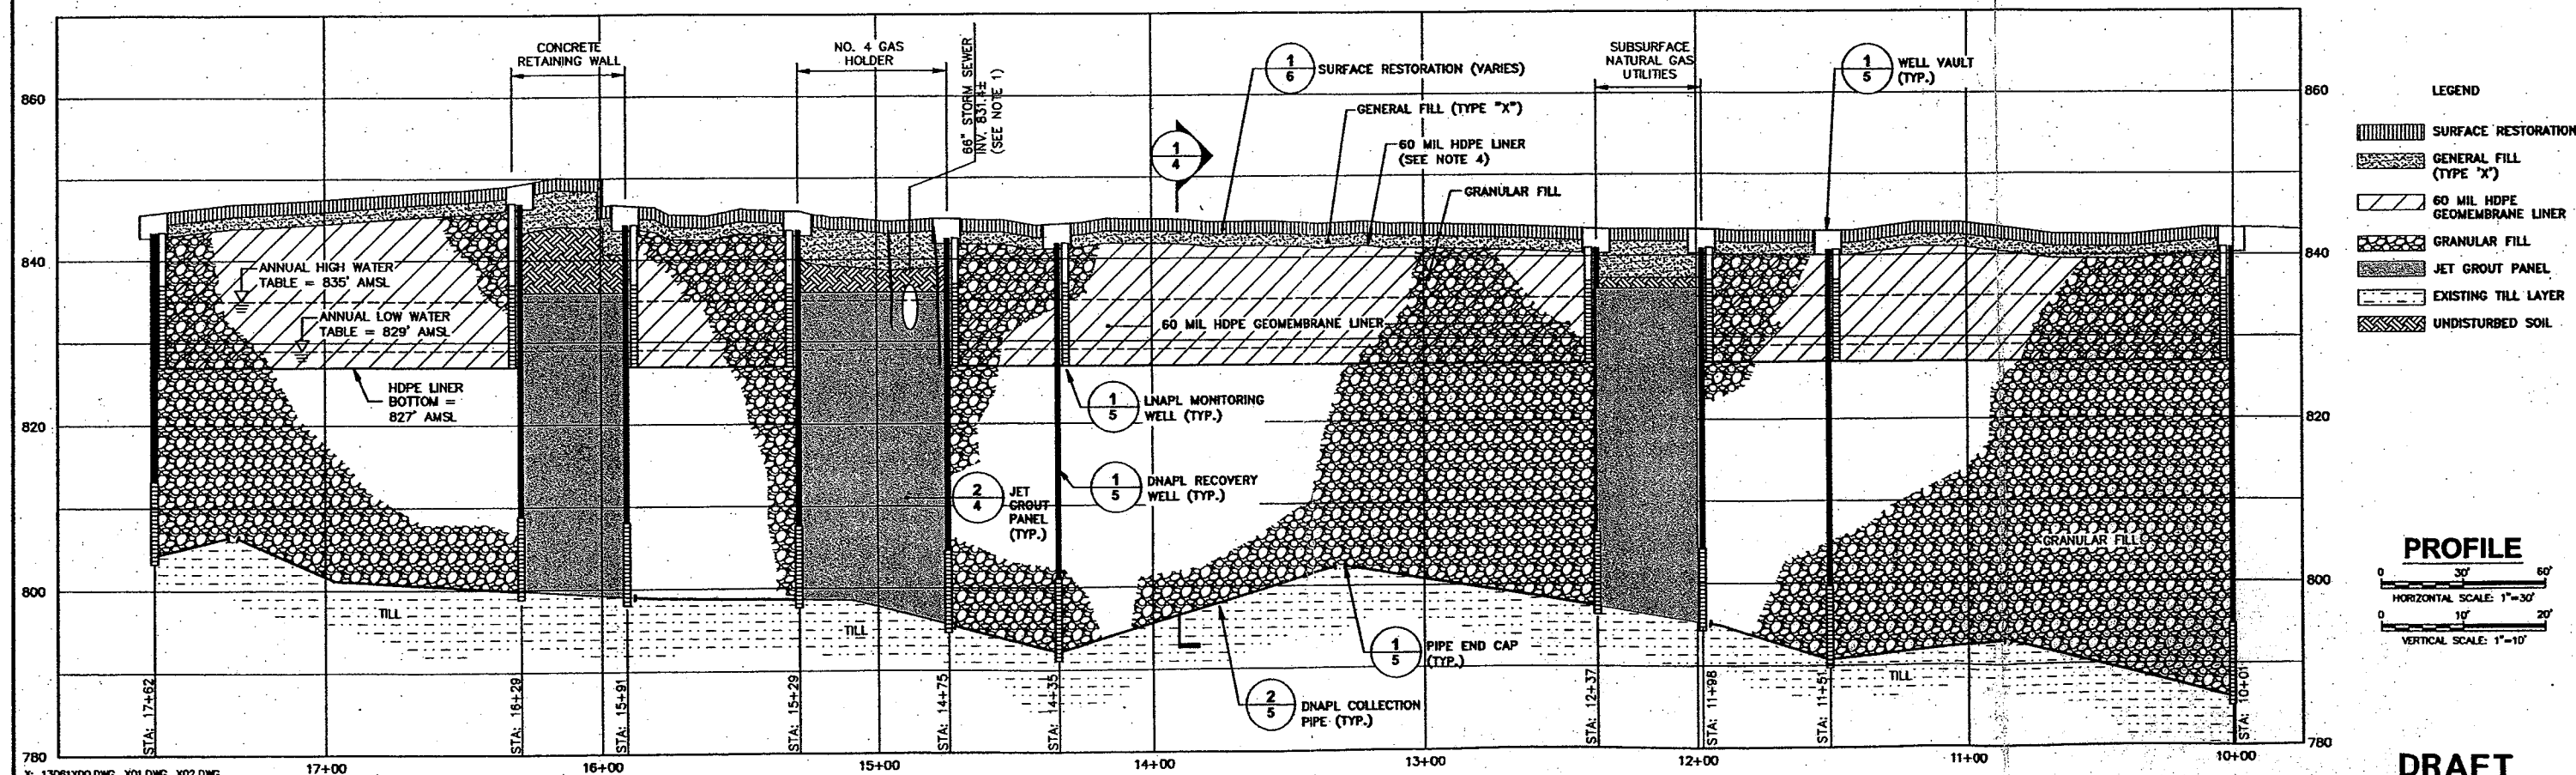 CONCRETE
RETAINING WALL
NO. 4 GAS
HOLDER
66" STORM SEWER
INV. 831.4±
(SEE NOTE 1)
1
6
SURFACE RESTORATION (VARIES)
GENERAL FILL (TYPE "X")
60 MIL HDPE LINER
(SEE NOTE 4)
GRANULAR FILL
1
4
SUBSURFACE
NATURAL GAS
UTILITIES
1
5
WELL VAULT
(TYP.)
860
840
820
800
780
860
840
820
800
780
ANNUAL HIGH WATER
TABLE = 835' AMSL
ANNUAL LOW WATER
TABLE = 829' AMSL
HDPE LINER
BOTTOM =
827' AMSL
60 MIL HDPE GEOMEMBRANE LINER
1
5
LNAPL MONITORING
WELL (TYP.)
1
5
DNAPL RECOVERY
WELL (TYP.)
2
4
JET
GROUT
PANEL
(TYP.)
GRANULAR FILL
1
5
PIPE END CAP
(TYP.)
2
5
DNAPL COLLECTION
PIPE (TYP.)
TILL
TILL
TILL
STA: 17+62
STA: 16+29
STA: 15+91
STA: 15+29
STA: 14+75
STA: 14+35
STA: 12+37
STA: 11+98
STA: 11+51
STA: 10+01
17+00
16+00
15+00
14+00
13+00
12+00
11+00
10+00
LEGEND
SURFACE RESTORATION
GENERAL FILL
(TYPE "X")
60 MIL HDPE
GEOMEMBRANE LINER
GRANULAR FILL
JET GROUT PANEL
EXISTING TILL LAYER
UNDISTURBED SOIL
PROFILE
0 30' 60'
HORIZONTAL SCALE: 1"=30'
0 10' 20'
VERTICAL SCALE: 1"=10'
DRAFT